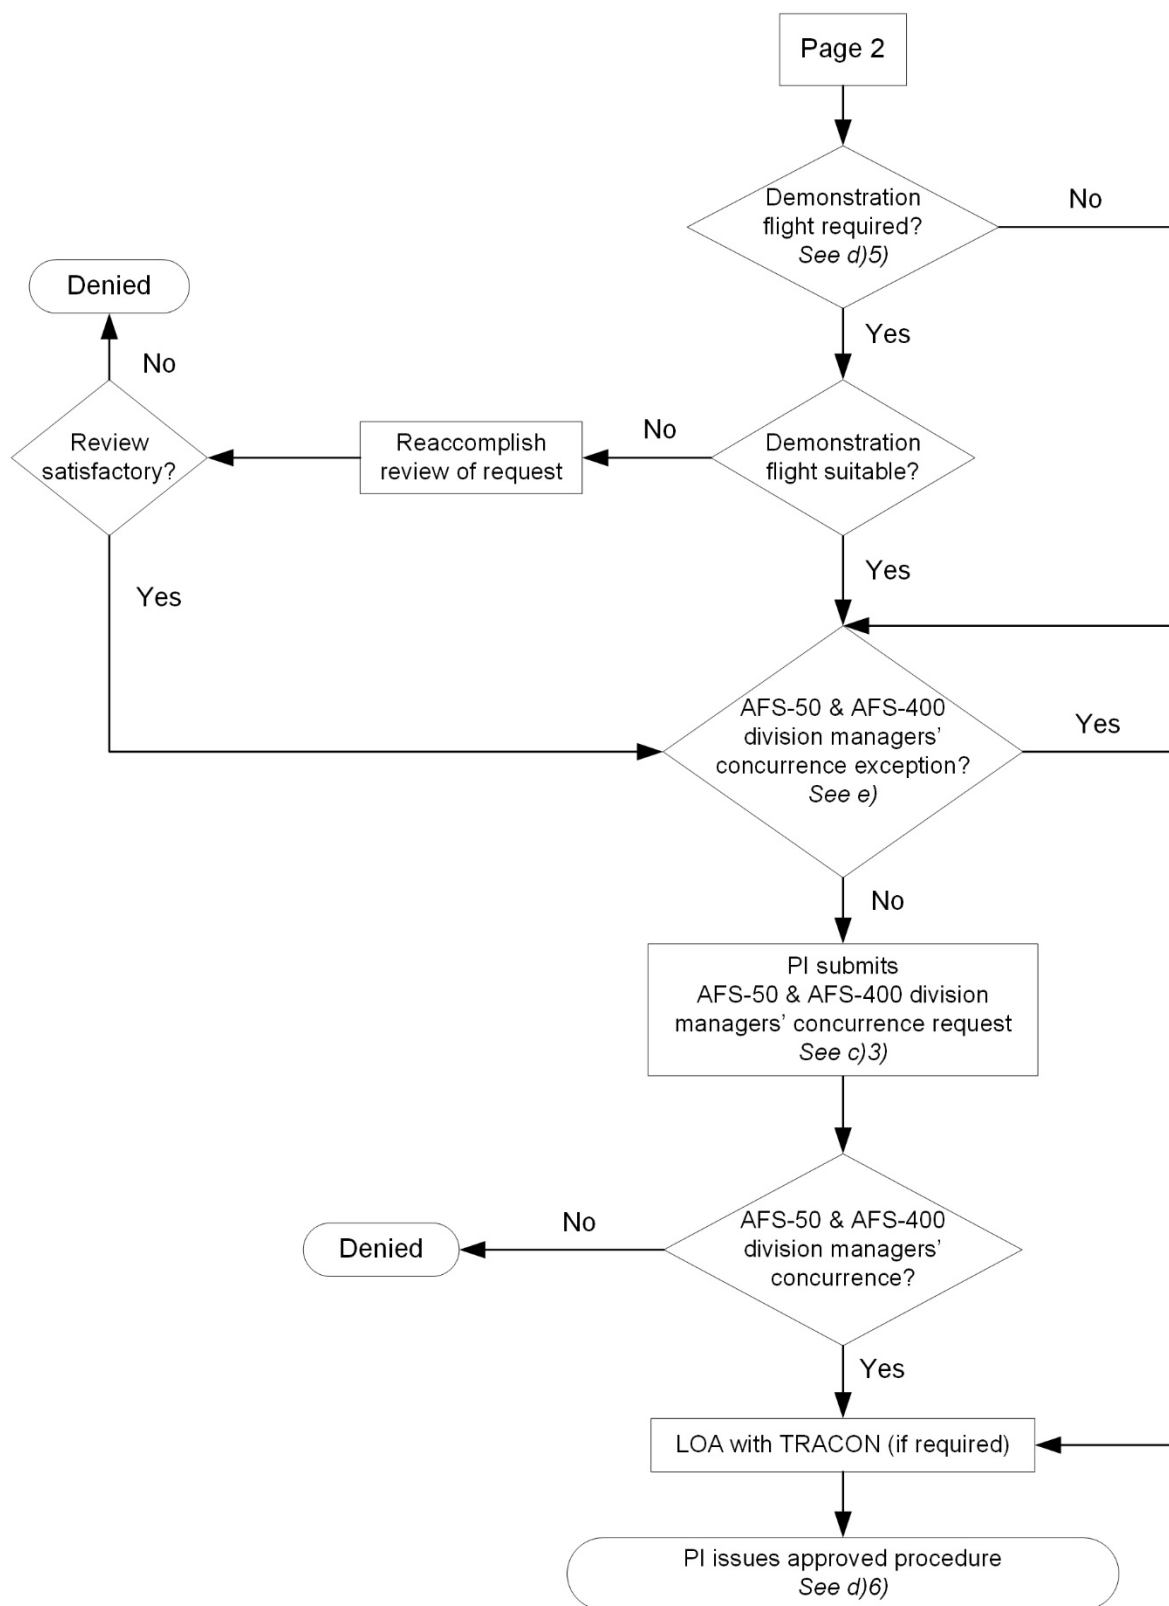 Page 2
Demonstration
flight required?
See d)5)
No
Yes
Denied
No
Review
satisfactory?
Yes
Reaccomplish
review of request
No
Demonstration
flight suitable?
Yes
AFS-50 & AFS-400
division managers’
concurrence exception?
See e)
Yes
No
PI submits
AFS-50 & AFS-400 division
managers’ concurrence request
See c)3)
AFS-50 & AFS-400
division managers’
concurrence?
No
Denied
Yes
LOA with TRACON (if required)
PI issues approved procedure
See d)6)